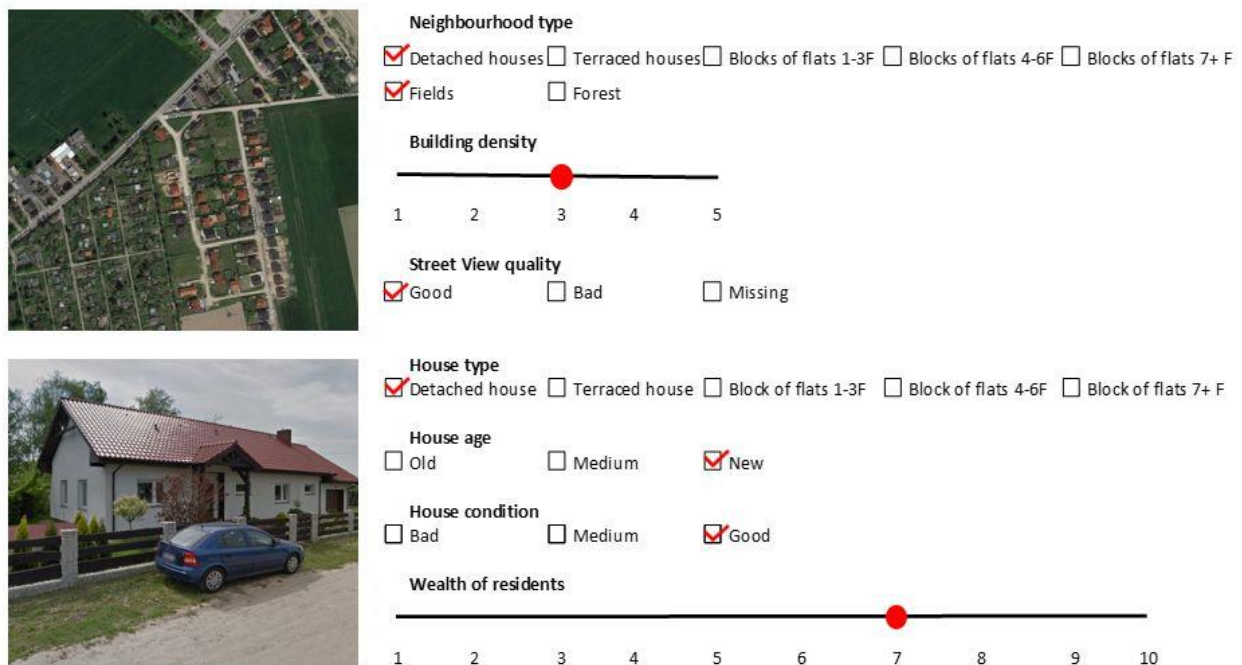 Neighbourhood type
Detached houses Terraced houses Blocks of flats 1-3F Blocks of flats 4-6F Blocks of flats 7+ F
Fields Forest
Building density
1 2 3 4 5
Street View quality
Good Bad Missing
House type
Detached house Terraced house Block of flats 1-3F Block of flats 4-6F Block of flats 7+ F
House age
Old Medium New
House condition
Bad Medium Good
Wealth of residents
1 2 3 4 5 6 7 8 9 10